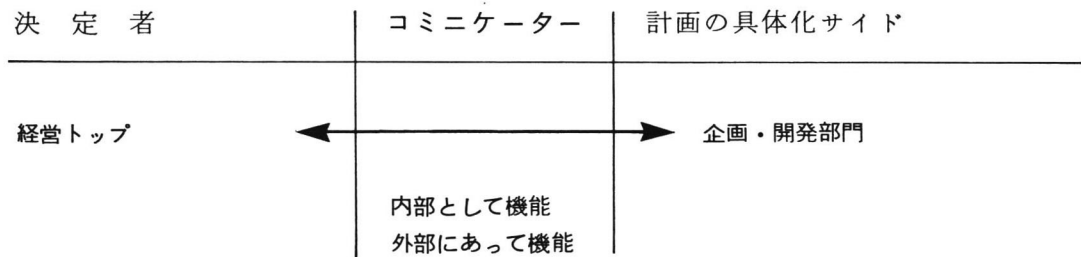 決定者 コミニケーター 計画の具体化サイド
経営トップ 企画・開発部門
内部として機能
外部にあって機能